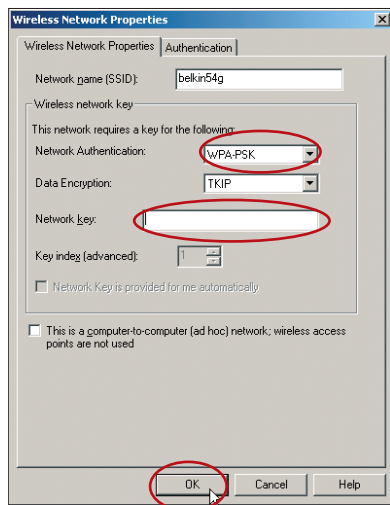 Wireless Network Properties
Wireless Network Properties Authentication
Network name (SSID): belkin54g
Wireless network key
This network requires a key for the following:
Network Authentication: WPA-PSK
Data Encryption: TKIP
Network key:
Key index (advanced): 1
Network Key is provided for me automatically
This is a computer-to-computer (ad hoc) network; wireless access
points are not used
OK Cancel Help